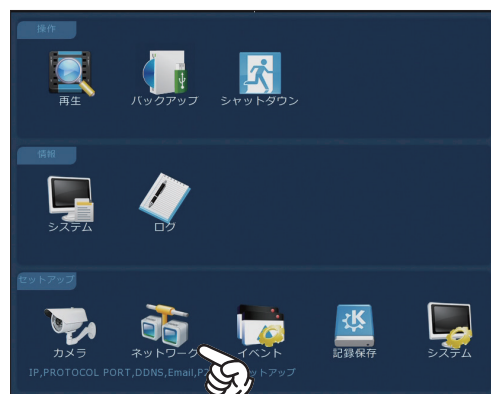 操作
再生 バックアップ シャットダウン
情報
システム ログ
セットアップ
カメラ ネットワーク イベント 記録保存 システム
IP,PROTOCOL PORT,DDNS,Email, ットアップ